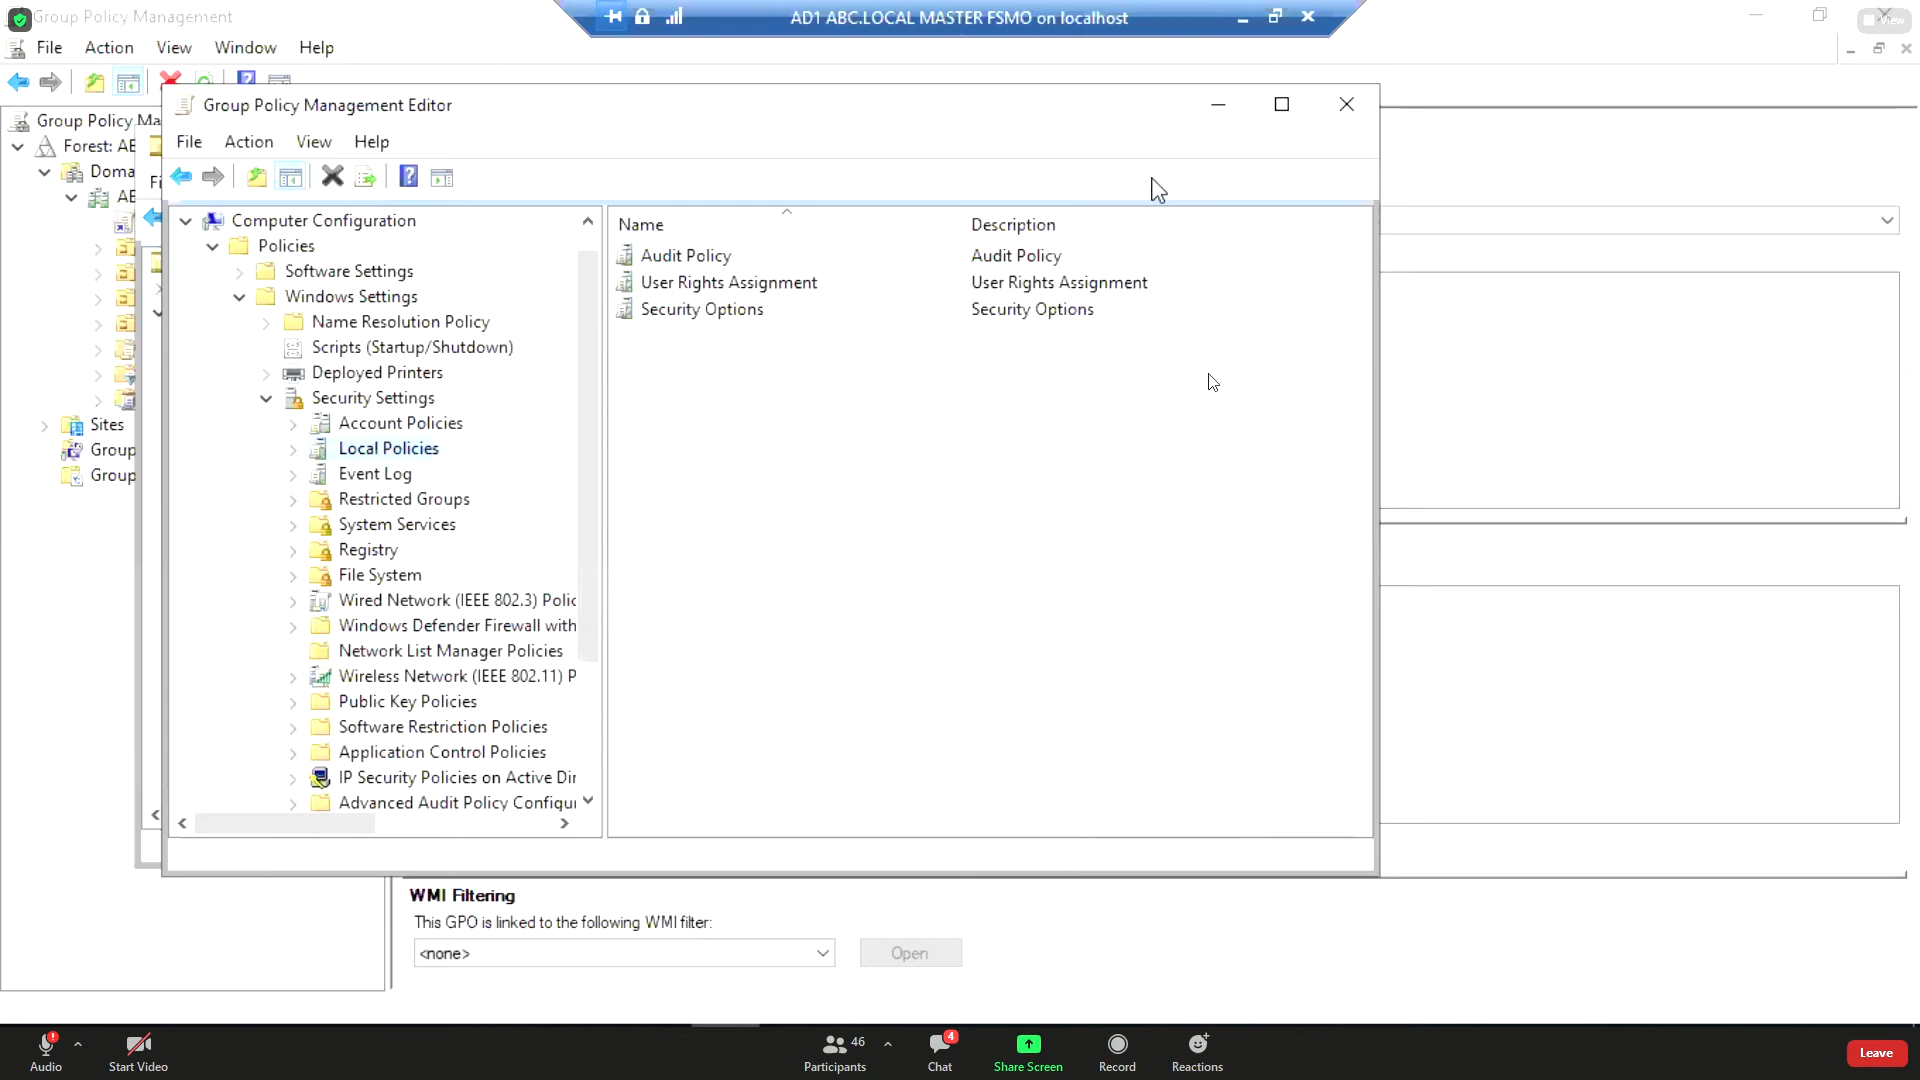 Group Policy Management
AD1 ABC.LOCAL MASTER FSMO on localhost
View
File Action View Window Help
Group Policy Ma
Forest: AB
Doma
AB
Sites
Group
Group
Fi
Group Policy Management Editor
File Action View Help
Computer Configuration
Policies
Software Settings
Windows Settings
Name Resolution Policy
Scripts (Startup/Shutdown)
Deployed Printers
Security Settings
Account Policies
Local Policies
Event Log
Restricted Groups
System Services
Registry
File System
Wired Network (IEEE 802.3) Polic
Windows Defender Firewall with
Network List Manager Policies
Wireless Network (IEEE 802.11) P
Public Key Policies
Software Restriction Policies
Application Control Policies
IP Security Policies on Active Dir
Advanced Audit Policy Configu
Name Description
Audit Policy Audit Policy
User Rights Assignment User Rights Assignment
Security Options Security Options
WMI Filtering
This GPO is linked to the following WMI filter:
<none> Open
Audio
Start Video
46
Participants
4
Chat
Share Screen
Record
Reactions
Leave